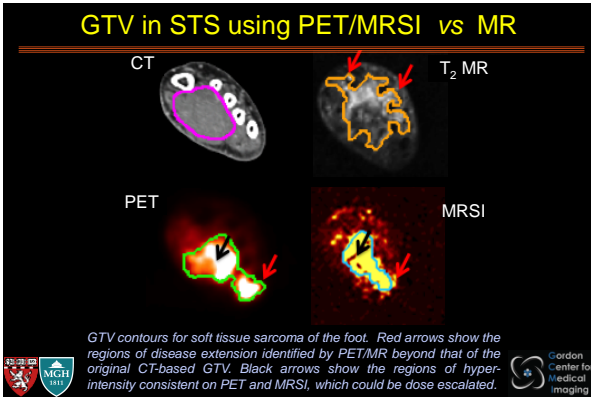 GTV in STS using PET/MRSI vs MR
CT
T2 MR
PET
MRSI
GTV contours for soft tissue sarcoma of the foot. Red arrows show the
regions of disease extension identified by PET/MR beyond that of the
original CT-based GTV. Black arrows show the regions of hyper-
intensity consistent on PET and MRSI, which could be dose escalated.
MGH
1811
Gordon
Center for
Medical
Imaging